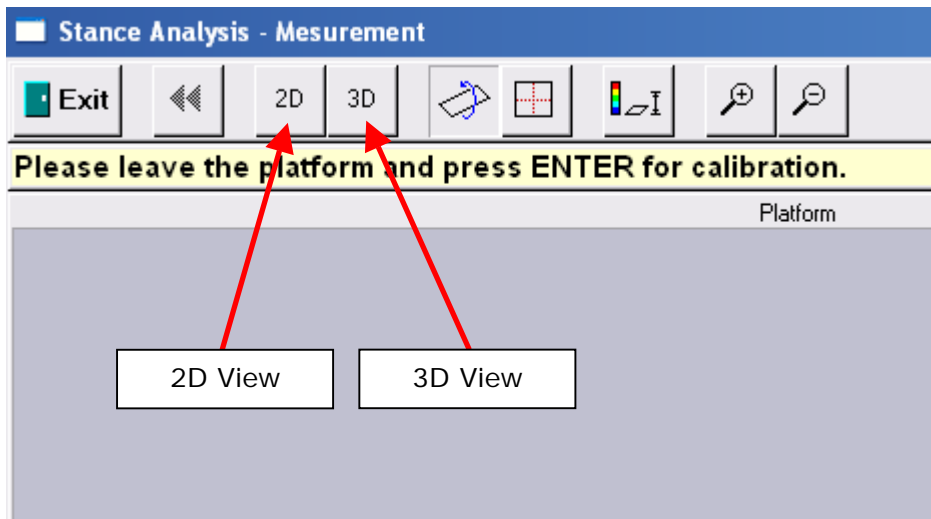 Stance Analysis - Mesurement
Exit 2D 3D
Please leave the platform and press ENTER for calibration.
Platform
2D View 3D View